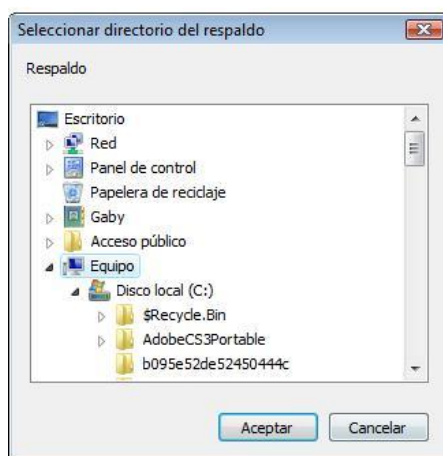 Seleccionar directorio del respaldo
Respaldo
Escritorio
Red
Panel de control
Papelera de reciclaje
Gaby
Acceso público
Equipo
Disco local (C:)
$Recycle.Bin
AdobeCS3Portable
b095e52de52450444c
Aceptar
Cancelar